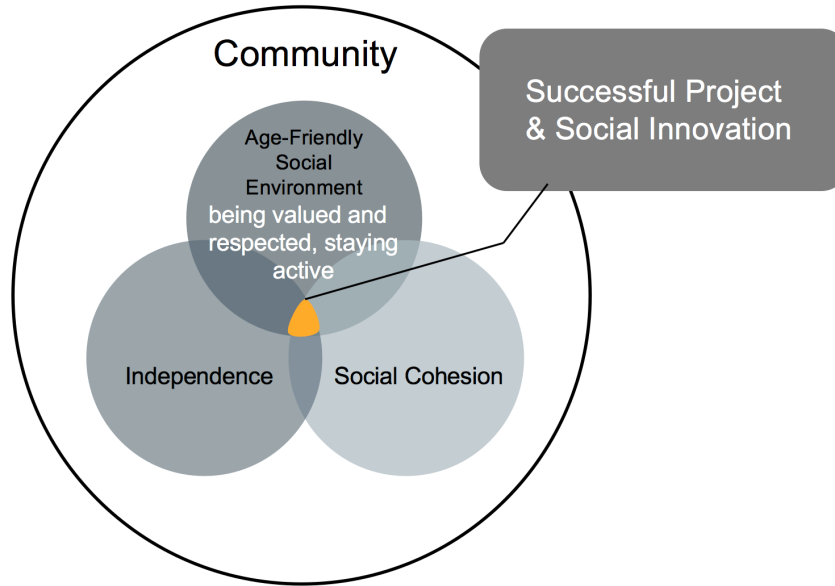 Community
Successful Project
& Social Innovation
Age-Friendly
Social
Environment
being valued and
respected, staying
active
Independence
Social Cohesion